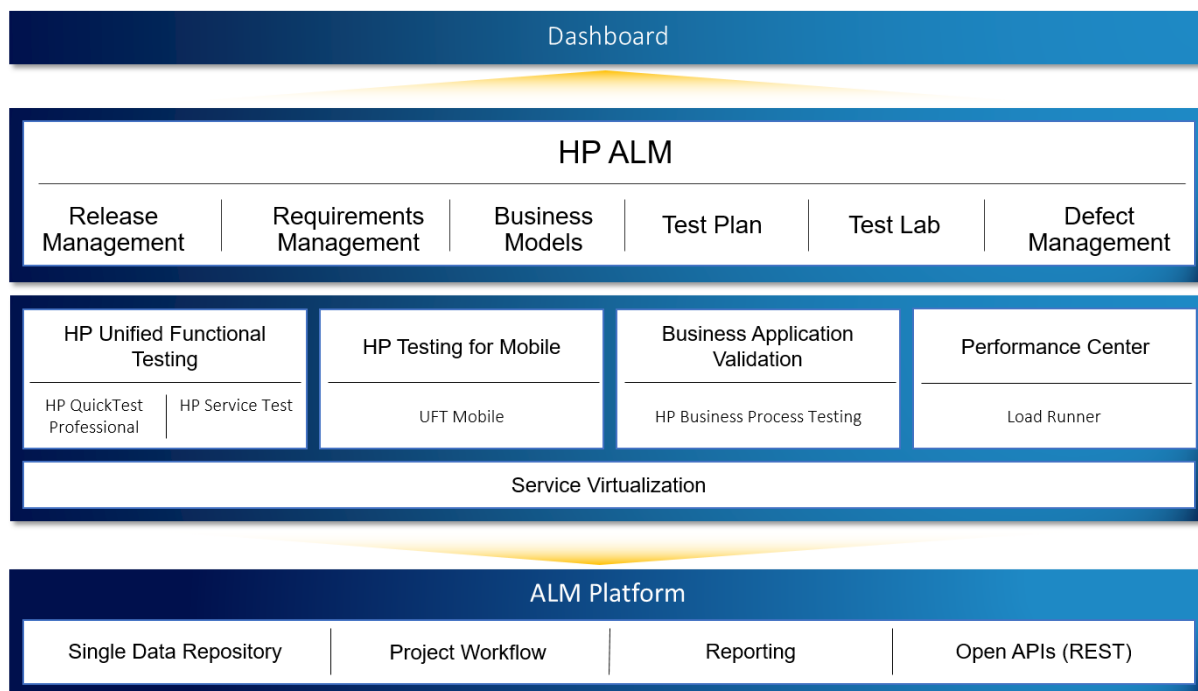 Dashboard
HP ALM
Release
Management
Requirements
Management
Business
Models
Test Plan
Test Lab
Defect
Management
HP Unified Functional
Testing
HP QuickTest
Professional
HP Service Test
HP Testing for Mobile
UFT Mobile
Business Application
Validation
HP Business Process Testing
Performance Center
Load Runner
Service Virtualization
ALM Platform
Single Data Repository
Project Workflow
Reporting
Open APIs (REST)